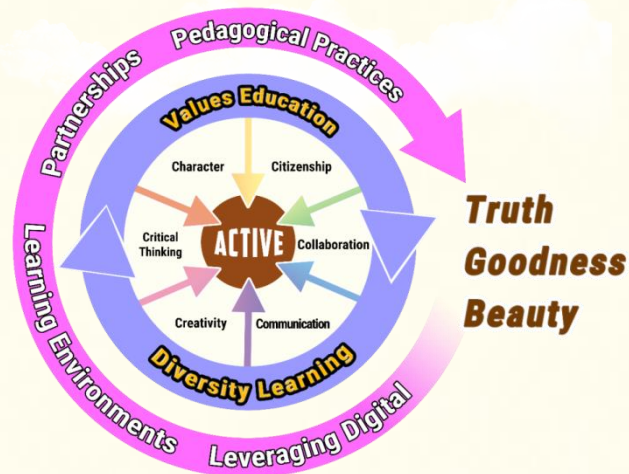 Pedagogical Practices
Partnerships
Learning Environments
Leveraging Digital
Values Education
Diversity Learning
Character
Citizenship
Critical
Thinking
ACTIVE
Collaboration
Creativity
Communication
Truth
Goodness
Beauty